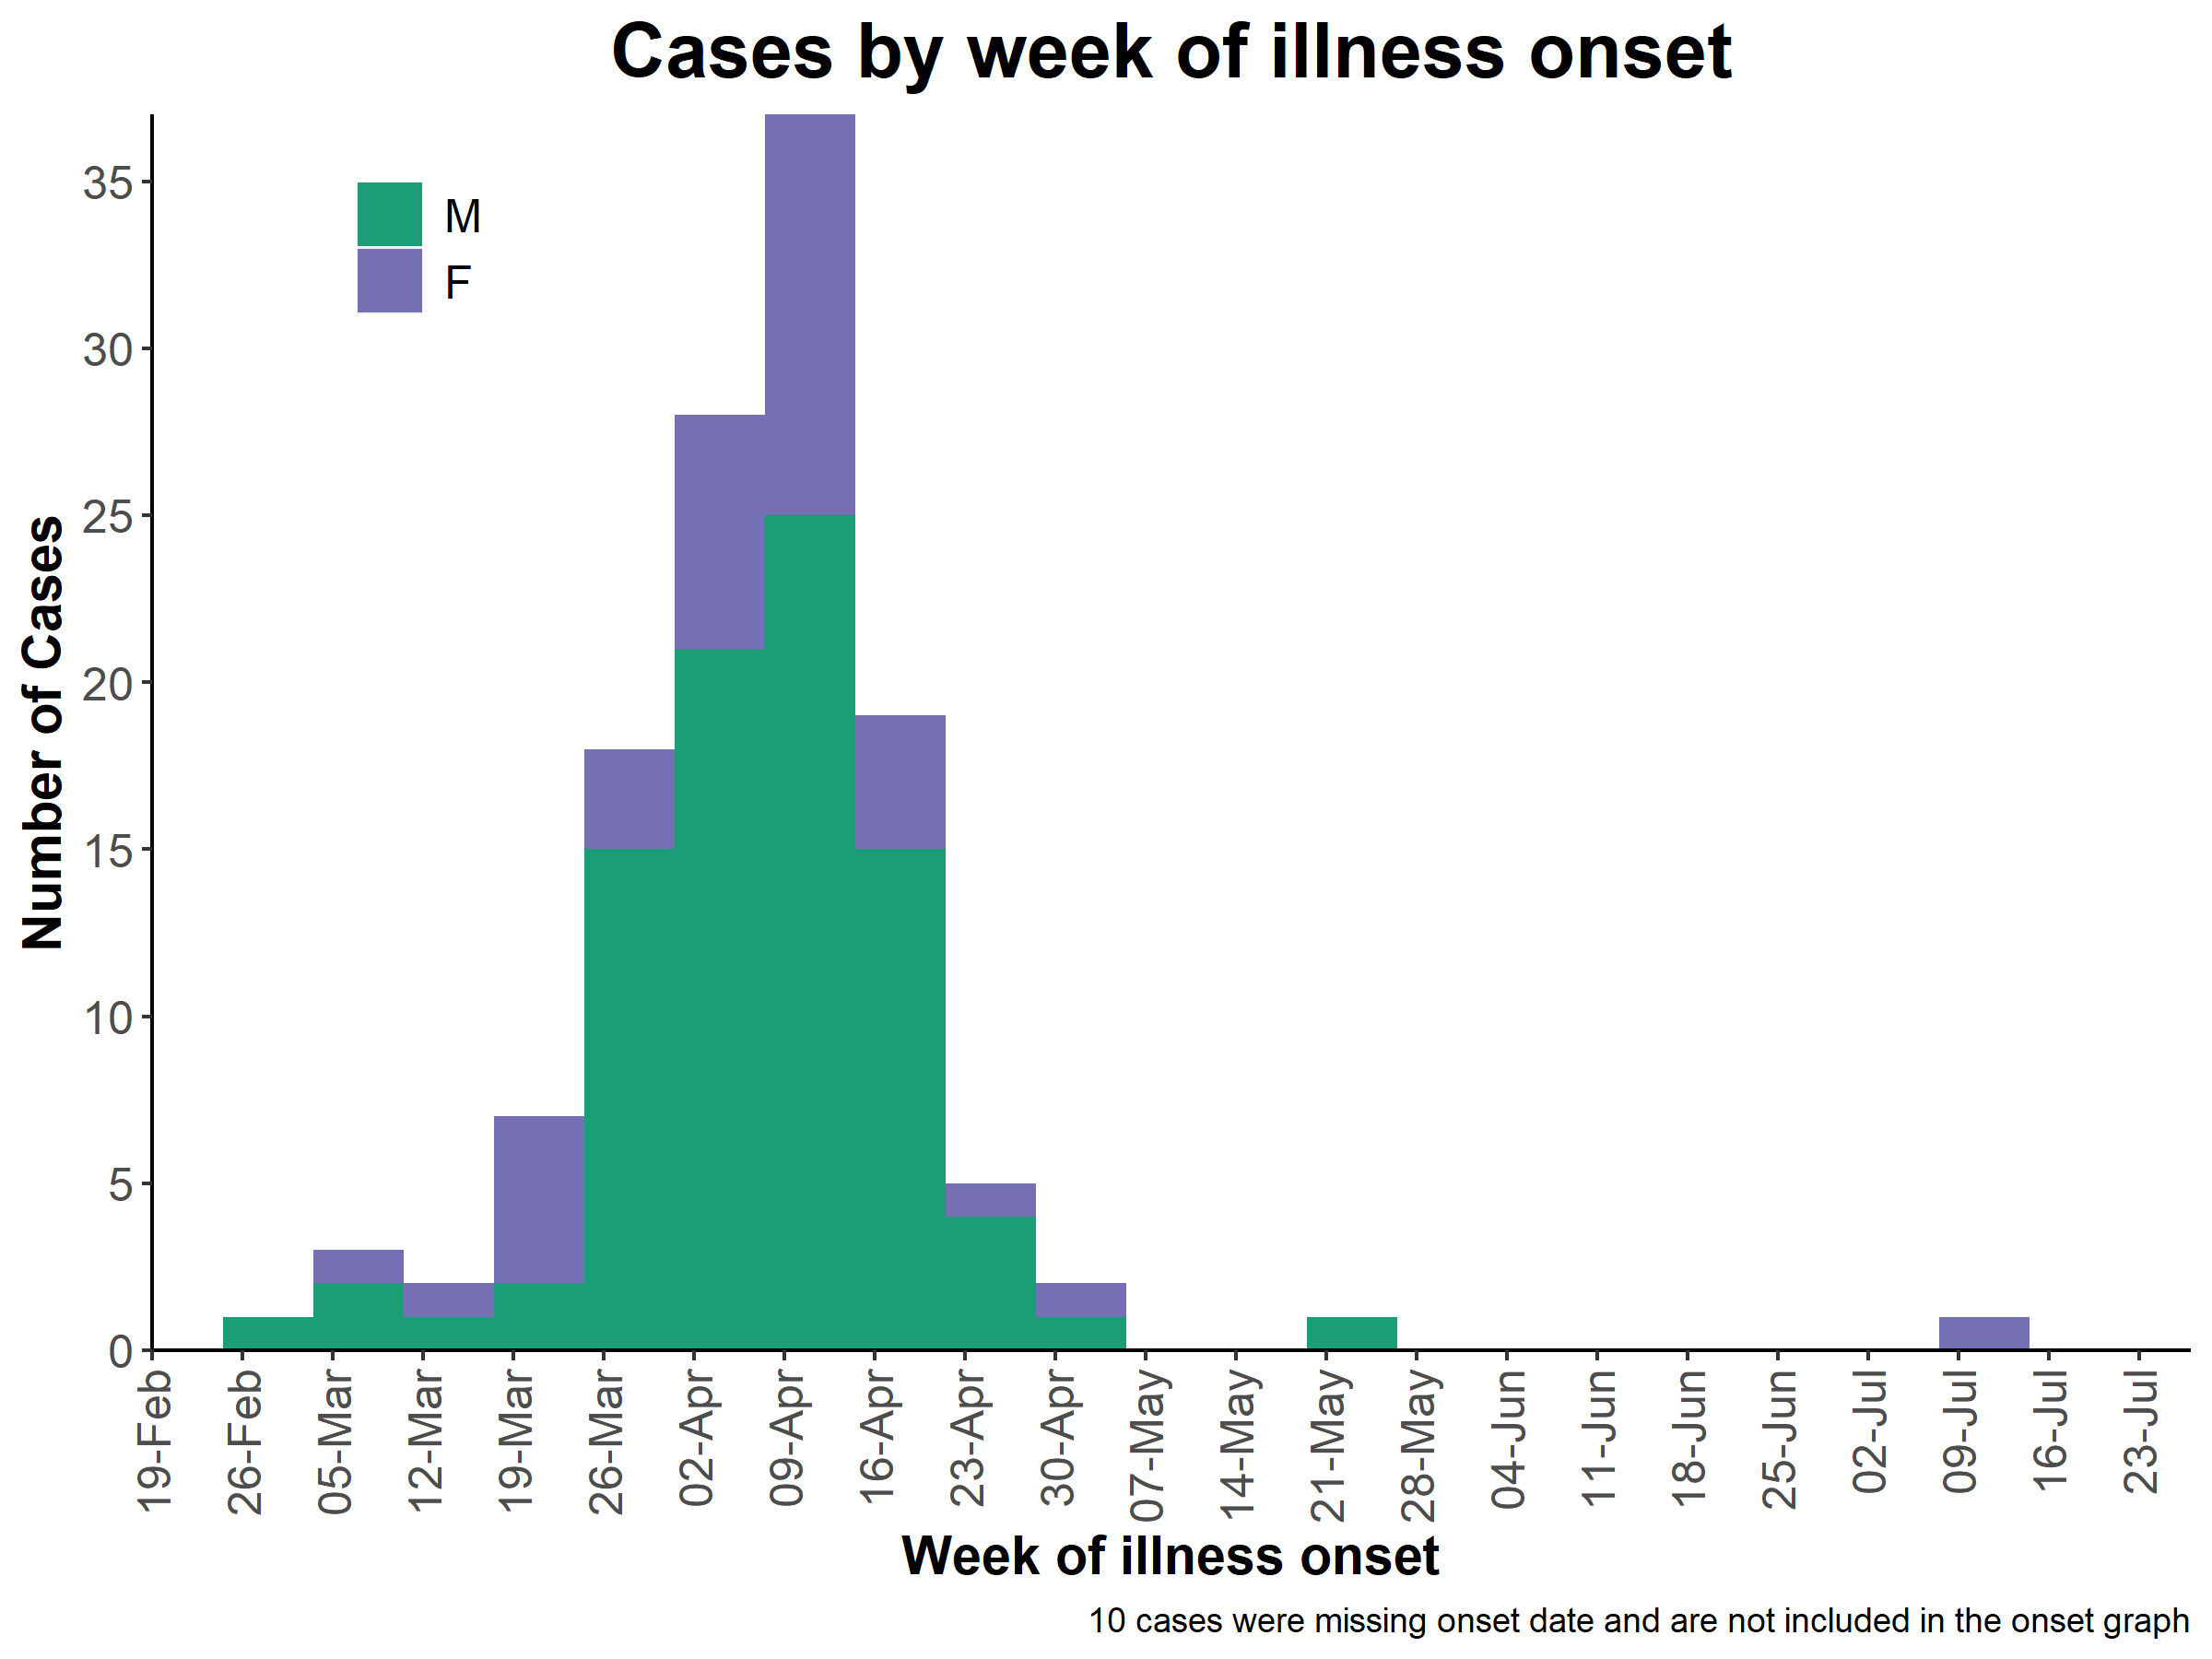 Cases by week of illness onset
M
F
Number of Cases
35
30
25
20
15
10
5
0
19-Feb
26-Feb
05-Mar
12-Mar
19-Mar
26-Mar
02-Apr
09-Apr
16-Apr
23-Apr
30-Apr
07-May
14-May
21-May
28-May
04-Jun
11-Jun
18-Jun
25-Jun
02-Jul
09-Jul
16-Jul
23-Jul
Week of illness onset
10 cases were missing onset date and are not included in the onset graph